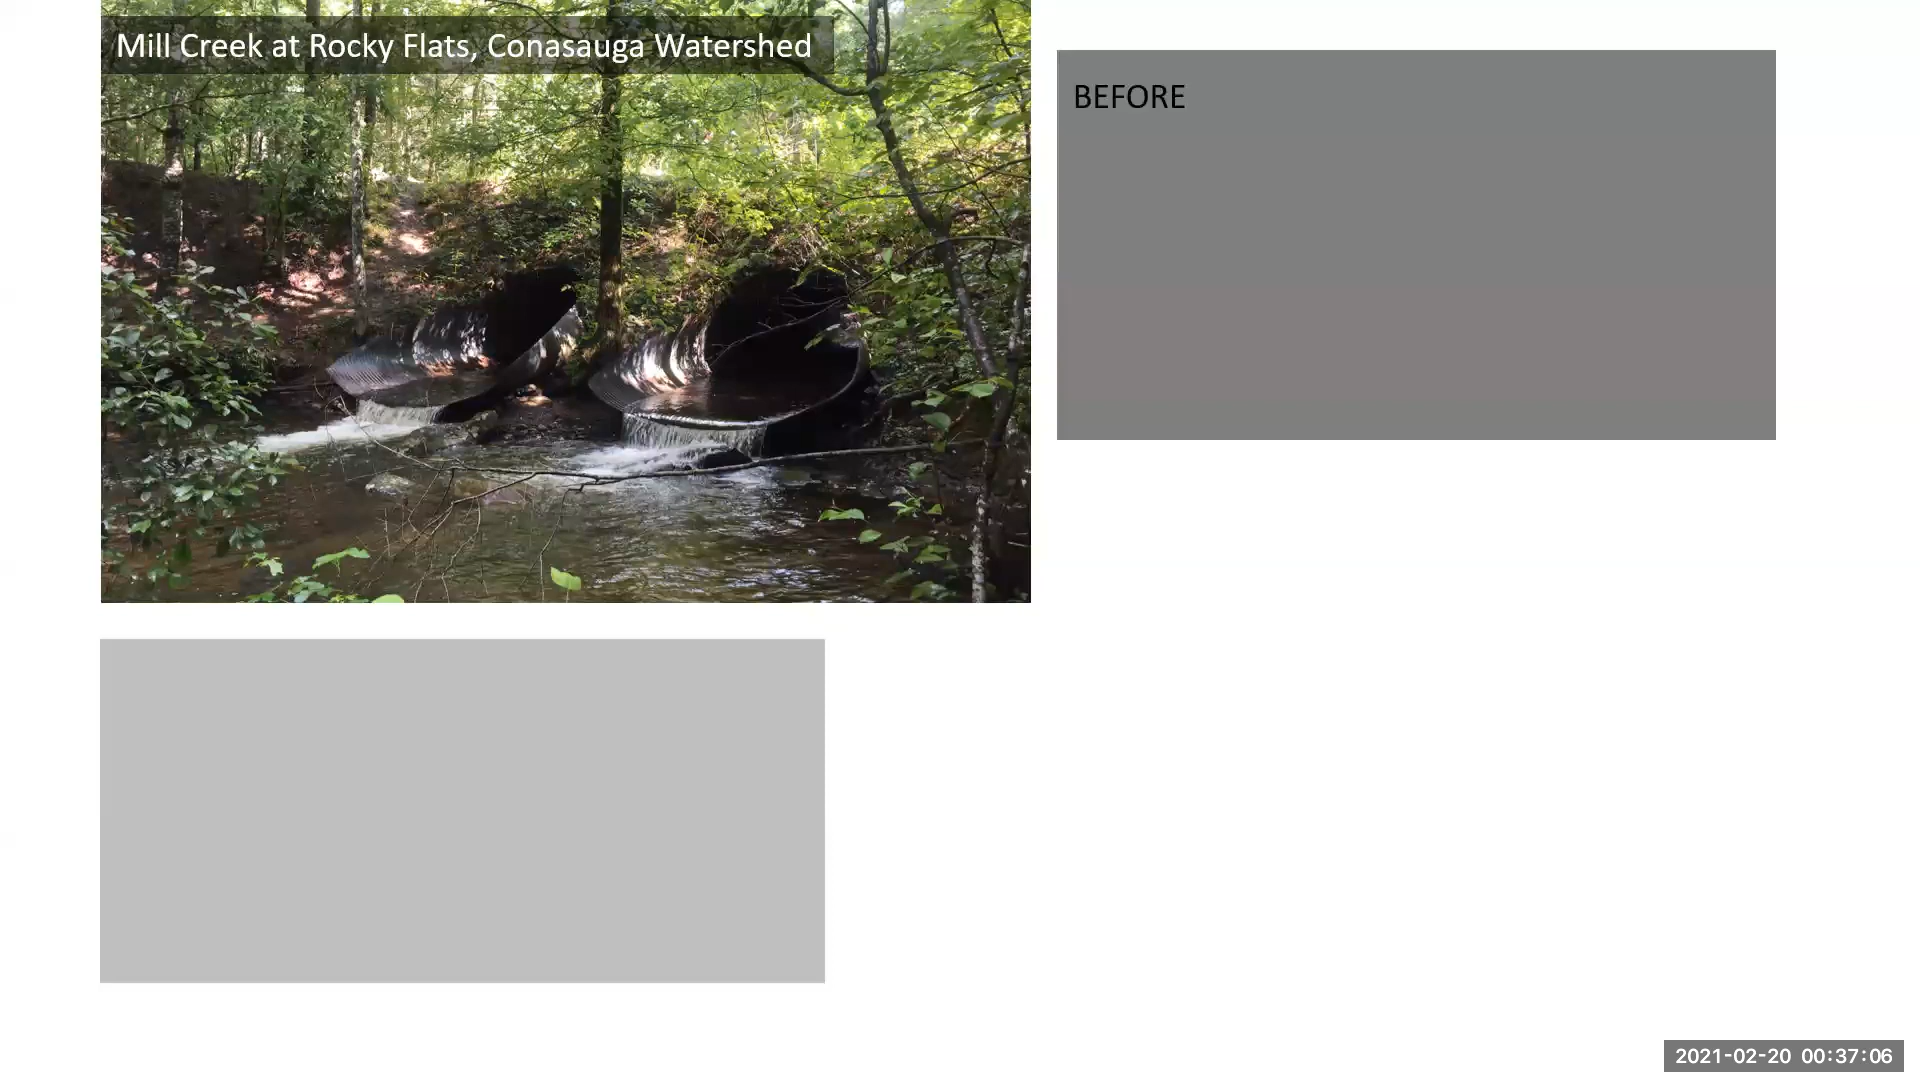 Mill Creek at Rocky Flats, Conasauga Watershed
BEFORE
2021-02-20 00:37:06